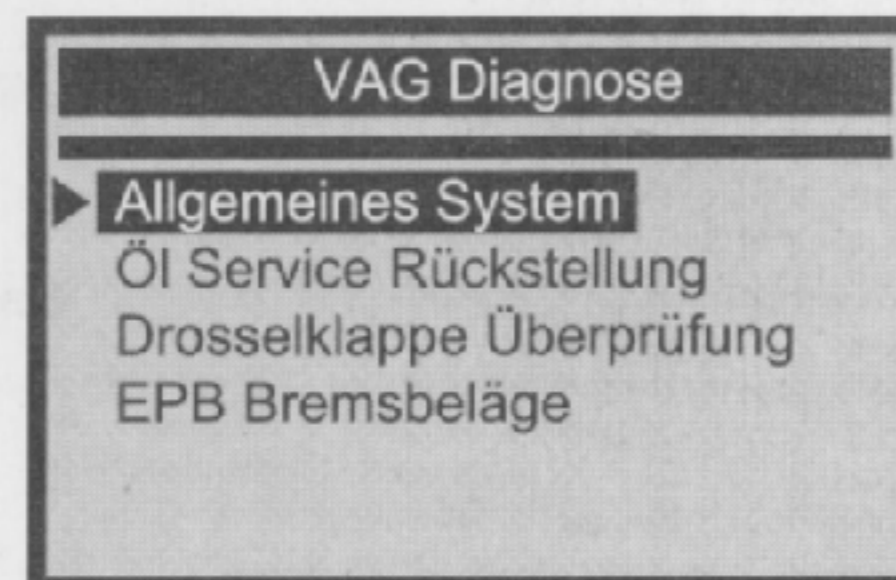 VAG Diagnose
Allgemeines System
Öl Service Rückstellung
Drosselklappe Überprüfung
EPB Bremsbeläge